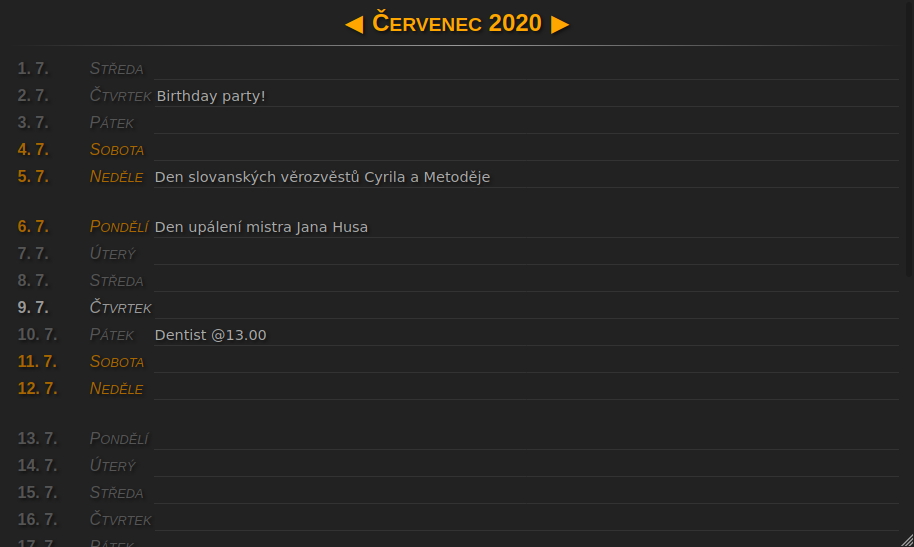 ◀ Červenec 2020 ▶
1. 7. Středa
2. 7. Čtvrtek Birthday party!
3. 7. Pátek
4. 7. Sobota
5. 7. Neděle Den slovanských věrozvěstů Cyrila a Metoděje
6. 7. Pondělí Den upálení mistra Jana Husa
7. 7. Úterý
8. 7. Středa
9. 7. Čtvrtek
10. 7. Pátek Dentist @13.00
11. 7. Sobota
12. 7. Neděle
13. 7. Pondělí
14. 7. Úterý
15. 7. Středa
16. 7. Čtvrtek
17. 7. Pátek